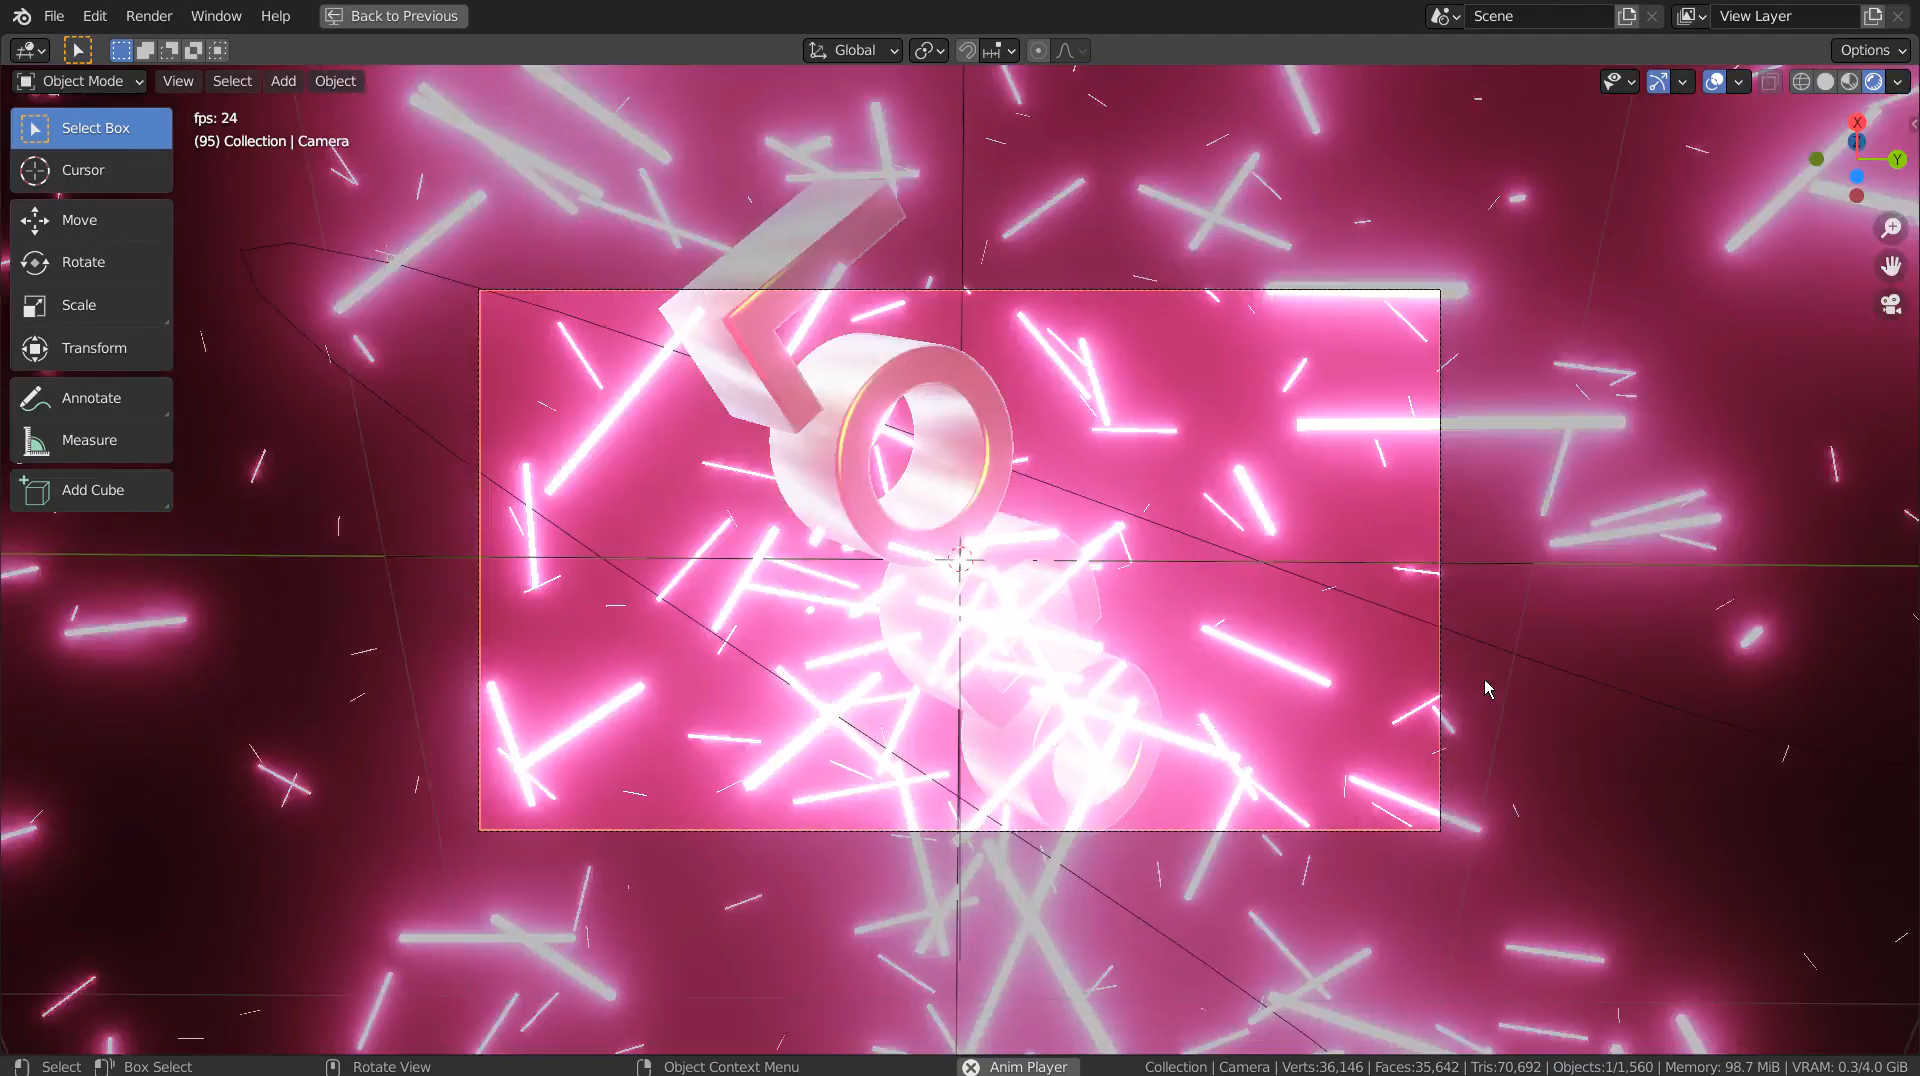 File Edit Render Window Help Back to Previous Scene View Layer
Global Options
Object Mode View Select Add Object
fps: 24
(95) Collection | Camera
Select Box
Cursor
Move
Rotate
Scale
Transform
Annotate
Measure
Add Cube
X
Y
Select Box Select Rotate View Object Context Menu Anim Player Collection | Camera | Verts:36,146 | Faces:35,642 | Tris:70,692 | Objects:1/1,560 | Memory: 98.7 MiB | VRAM: 0.3/4.0 GiB